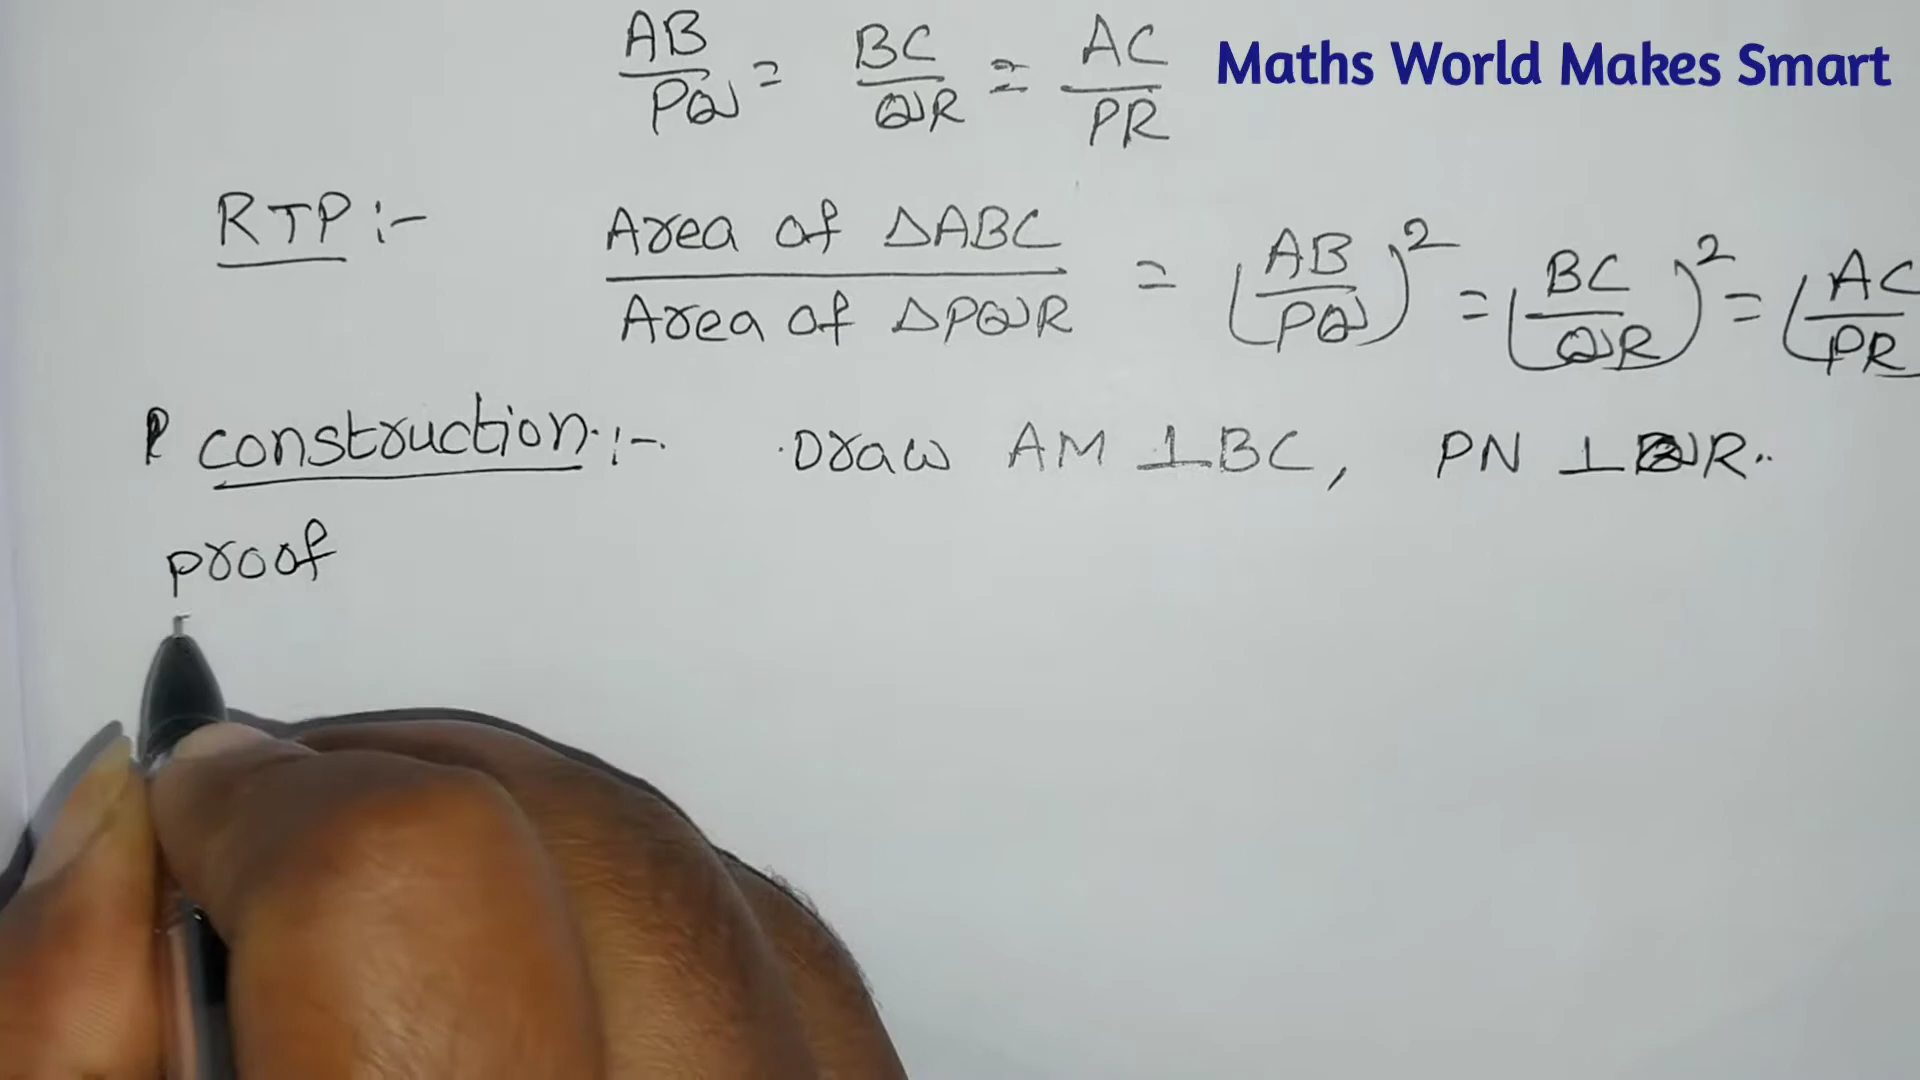 AB/PQ = BC/QR = AC/PR
Maths World Makes Smart
RTP :- Area of ΔABC / Area of ΔPQR = (AB/PQ)² = (BC/QR)² = (AC/PR
construction :- Draw AM ⊥ BC, PN ⊥ QR.
proof